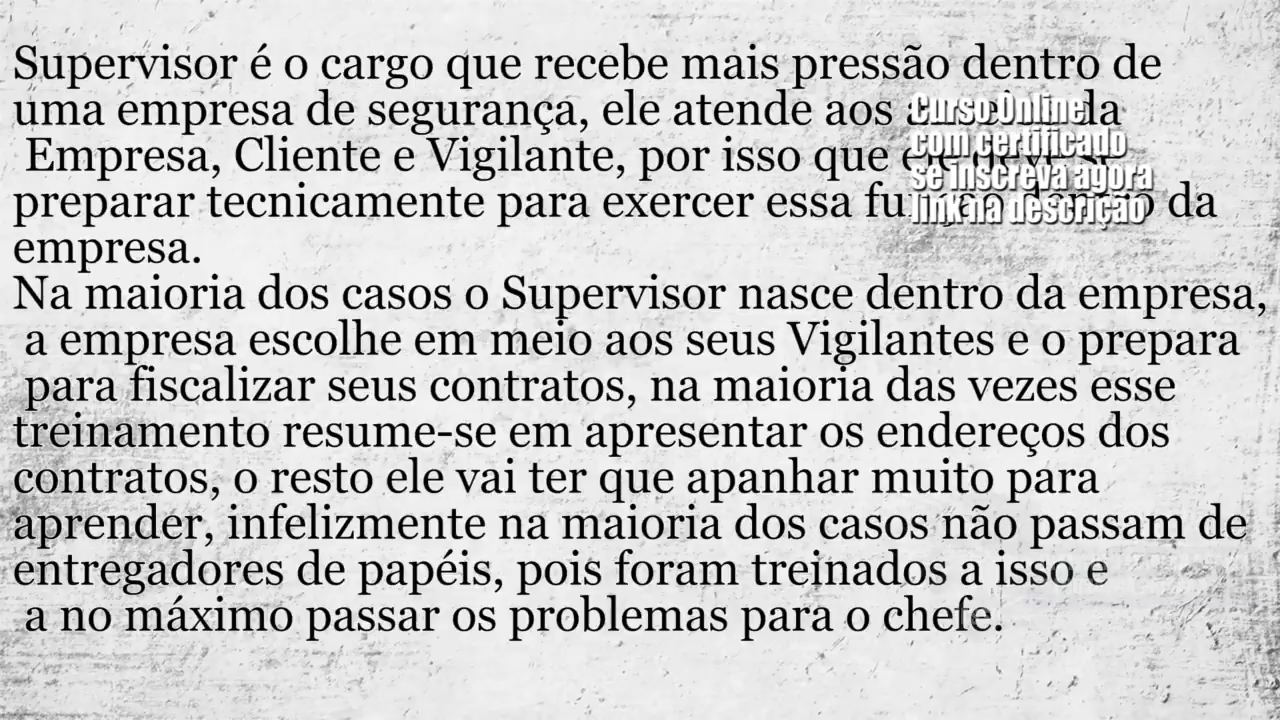 Supervisor é o cargo que recebe mais pressão dentro de
uma empresa de segurança, ele atende aos da
Empresa, Cliente e Vigilante, por isso que ele deve se
preparar tecnicamente para exercer essa da
empresa.
Na maioria dos casos o Supervisor nasce dentro da empresa,
a empresa escolhe em meio aos seus Vigilantes e o prepara
para fiscalizar seus contratos, na maioria das vezes esse
treinamento resume-se em apresentar os endereços dos
contratos, o resto ele vai ter que apanhar muito para
aprender, infelizmente na maioria dos casos não passam de
entregadores de papéis, pois foram treinados a isso e
a no máximo passar os problemas para o chefe.
Curso Online
com certificado
se inscreva agora
link na descrição